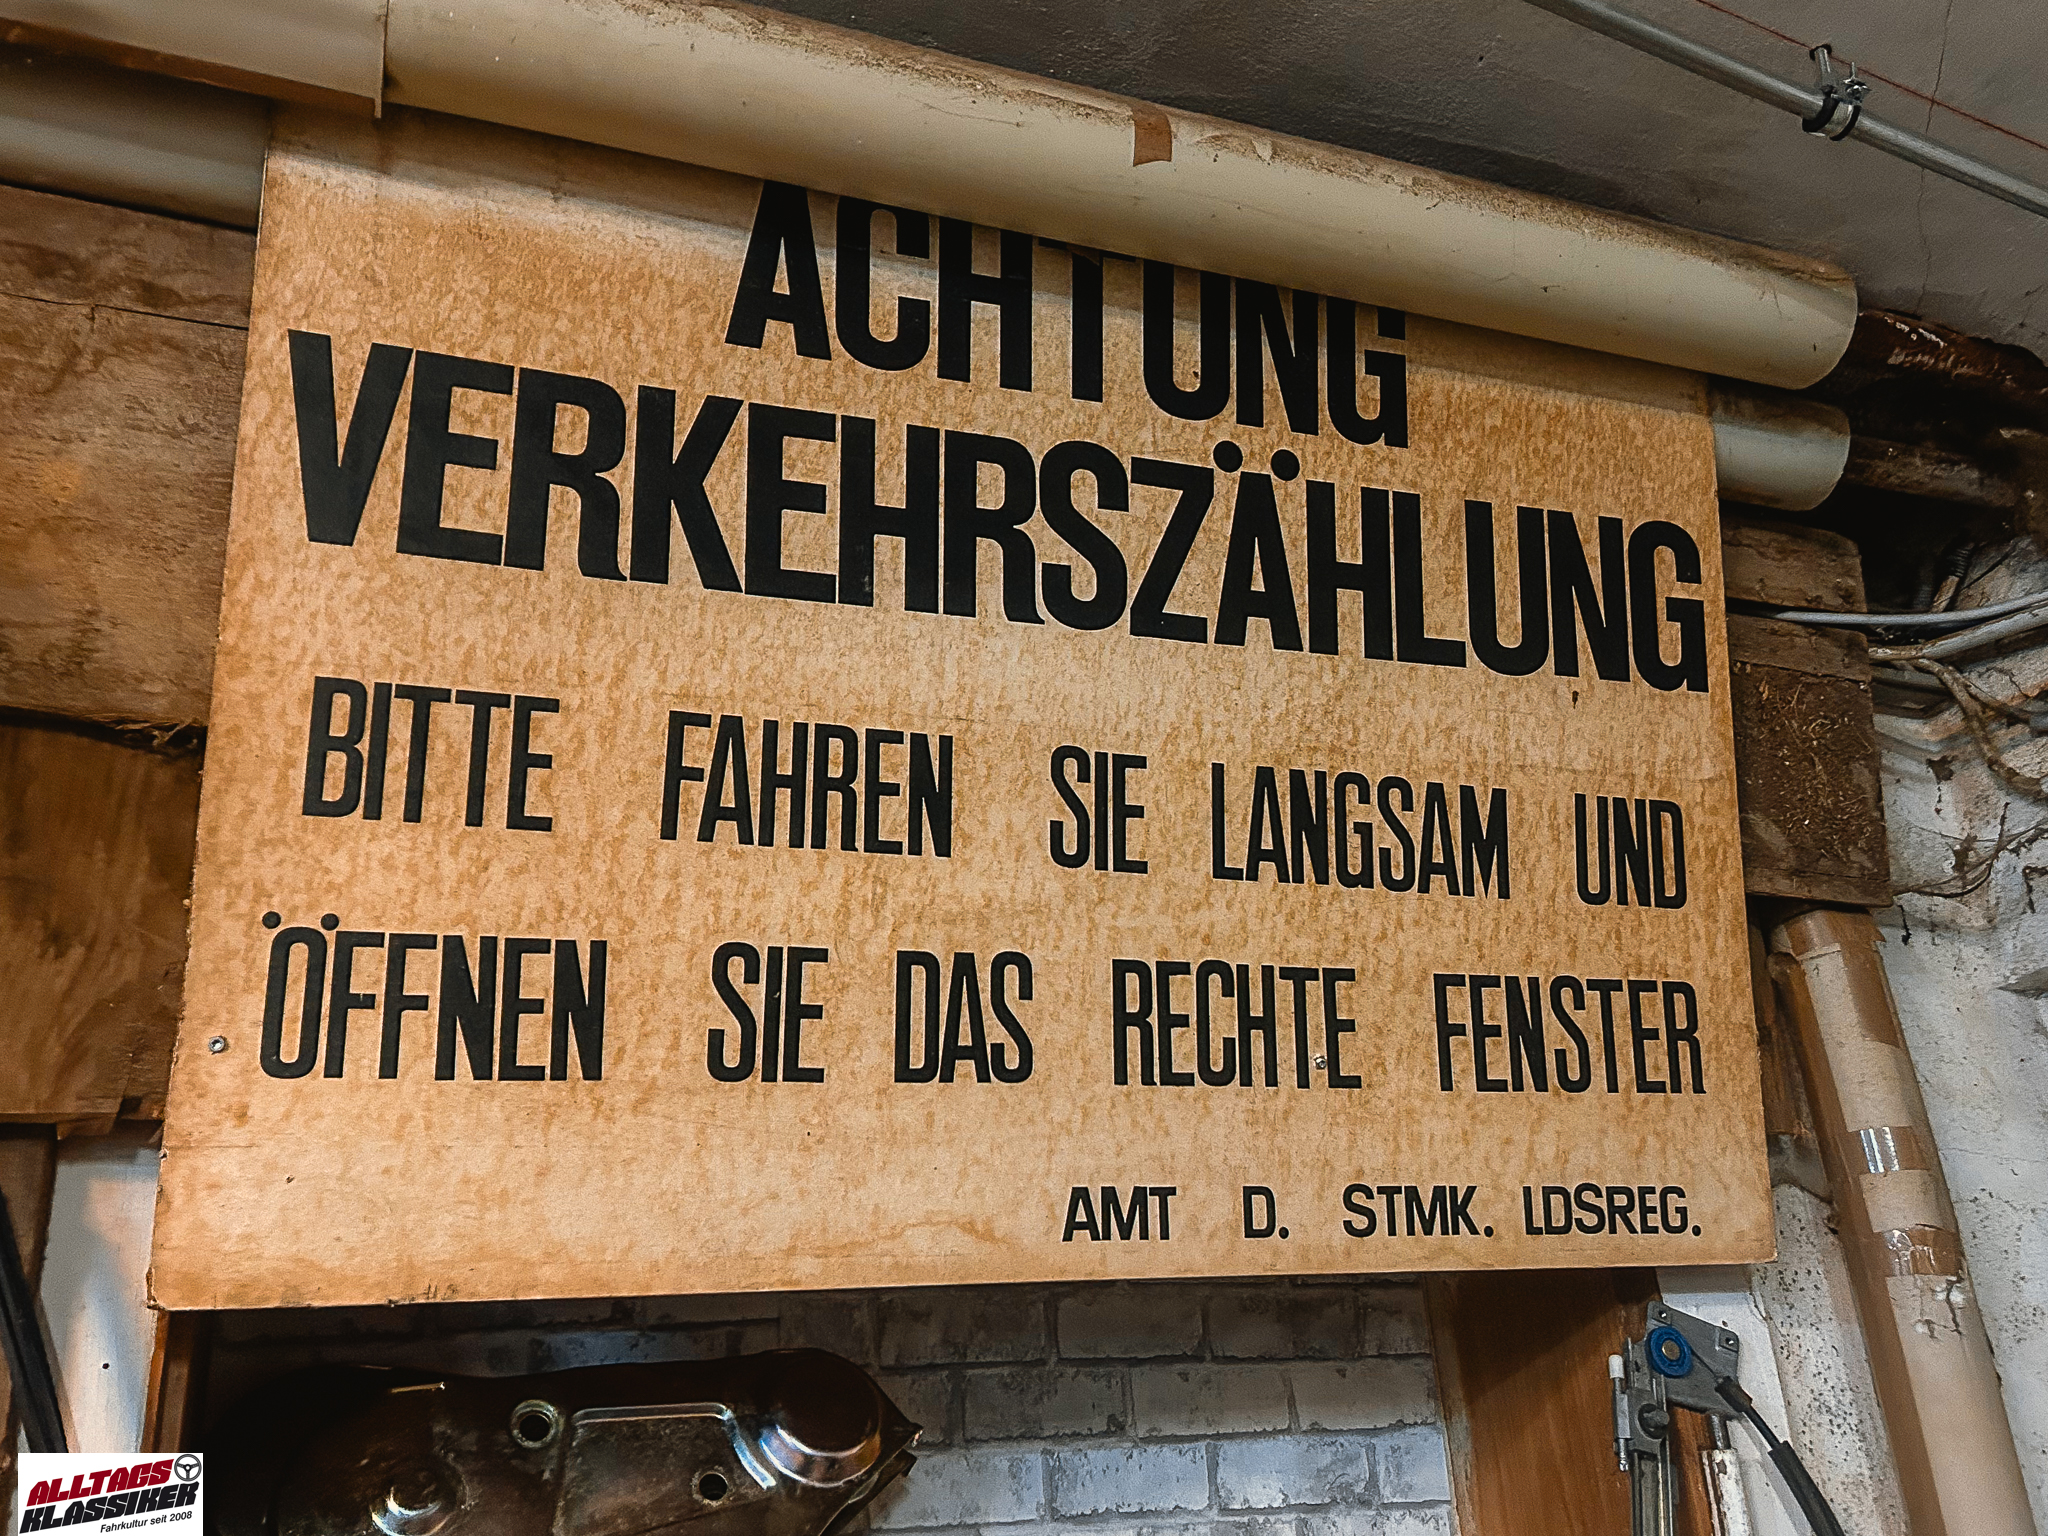 ACHTUNG
VERKEHRSZÄHLUNG
BITTE FAHREN SIE LANGSAM UND
ÖFFNEN SIE DAS RECHTE FENSTER
AMT D. STMK. LDSREG.
ALLTAGS
KLASSIKER
Fahrkultur seit 2008